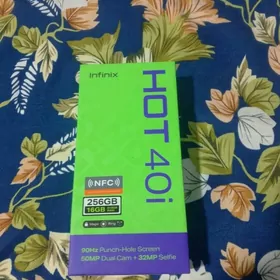 Infinix
HOT 40i
NFC
256GB
16GB
90Hz Punch-Hole Screen
50MP Dual Cam + 32MP Selfie